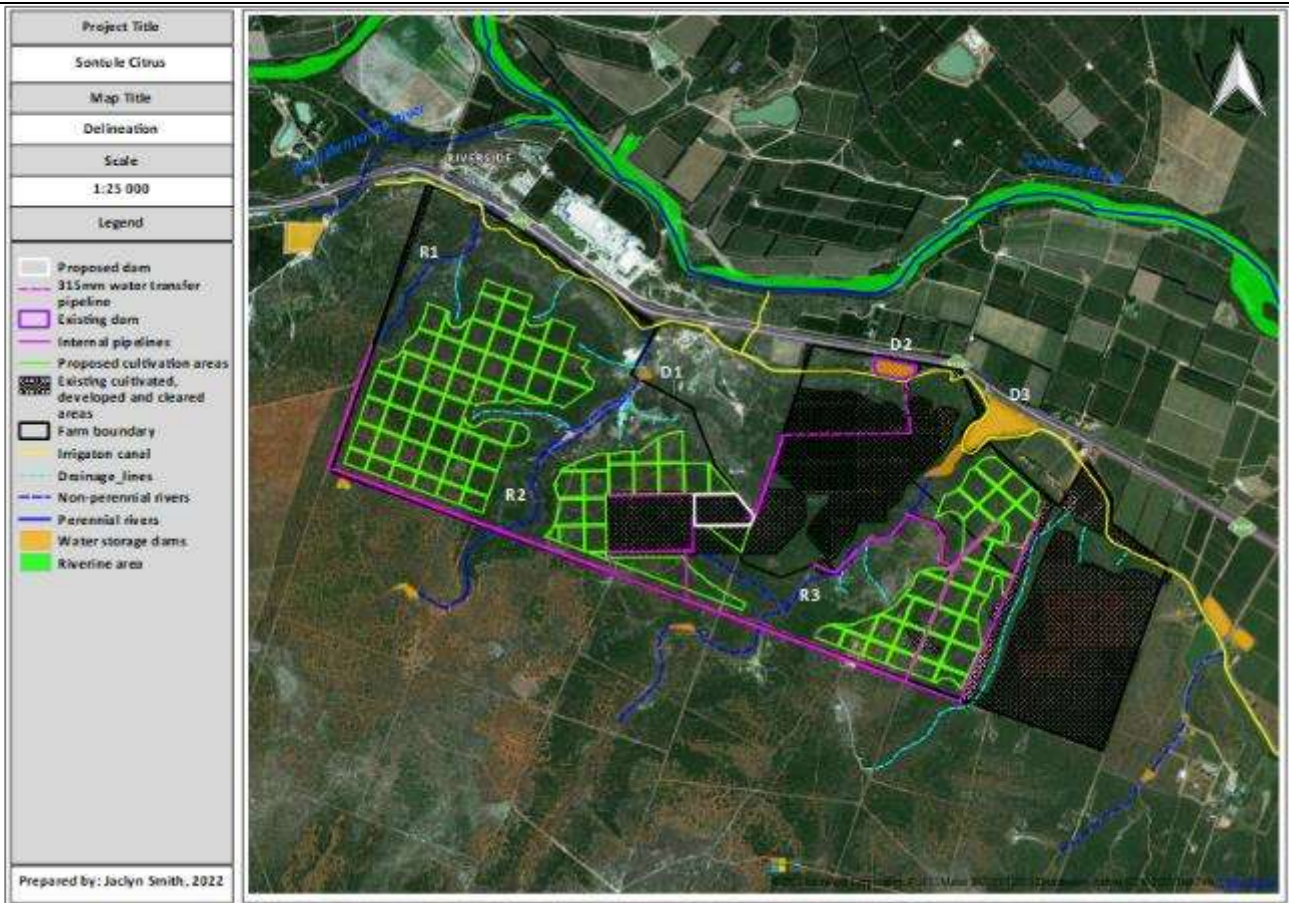 Project Title
Sontule Citrus
Map Title
Delineation
Scale
1:25 000
Legend
Proposed dam
315mm water transfer
pipeline
Existing dam
Internal pipelines
Proposed cultivation areas
Existing cultivated,
developed and cleared
areas
Farm boundary
Irrigaton canal
Drainage_lines
Non-perennial rivers
Perennial rivers
Water storage dams
Riverine area
Prepared by: Jaclyn Smith, 2022
N
River
RIVERSIDE
River
R1
D2
D1
D3
R2
R3